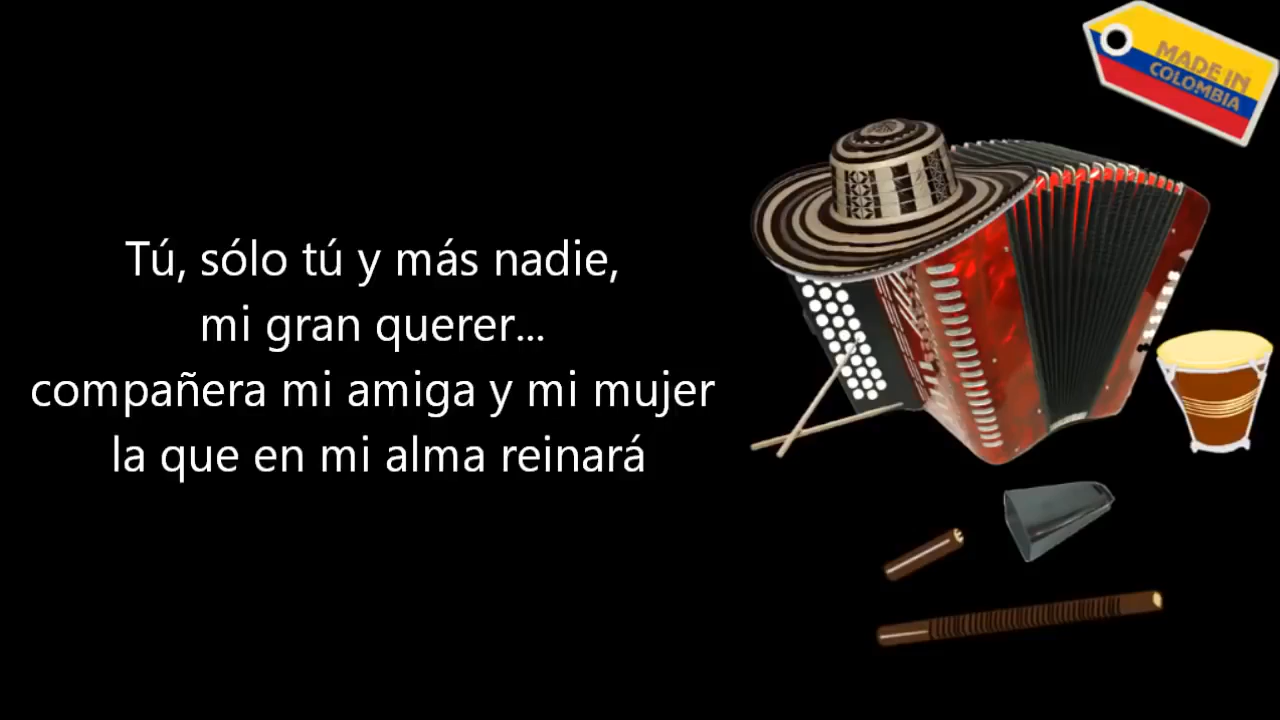 MADE IN
COLOMBIA
Tú, sólo tú y más nadie,
mi gran querer...
compañera mi amiga y mi mujer
la que en mi alma reinará